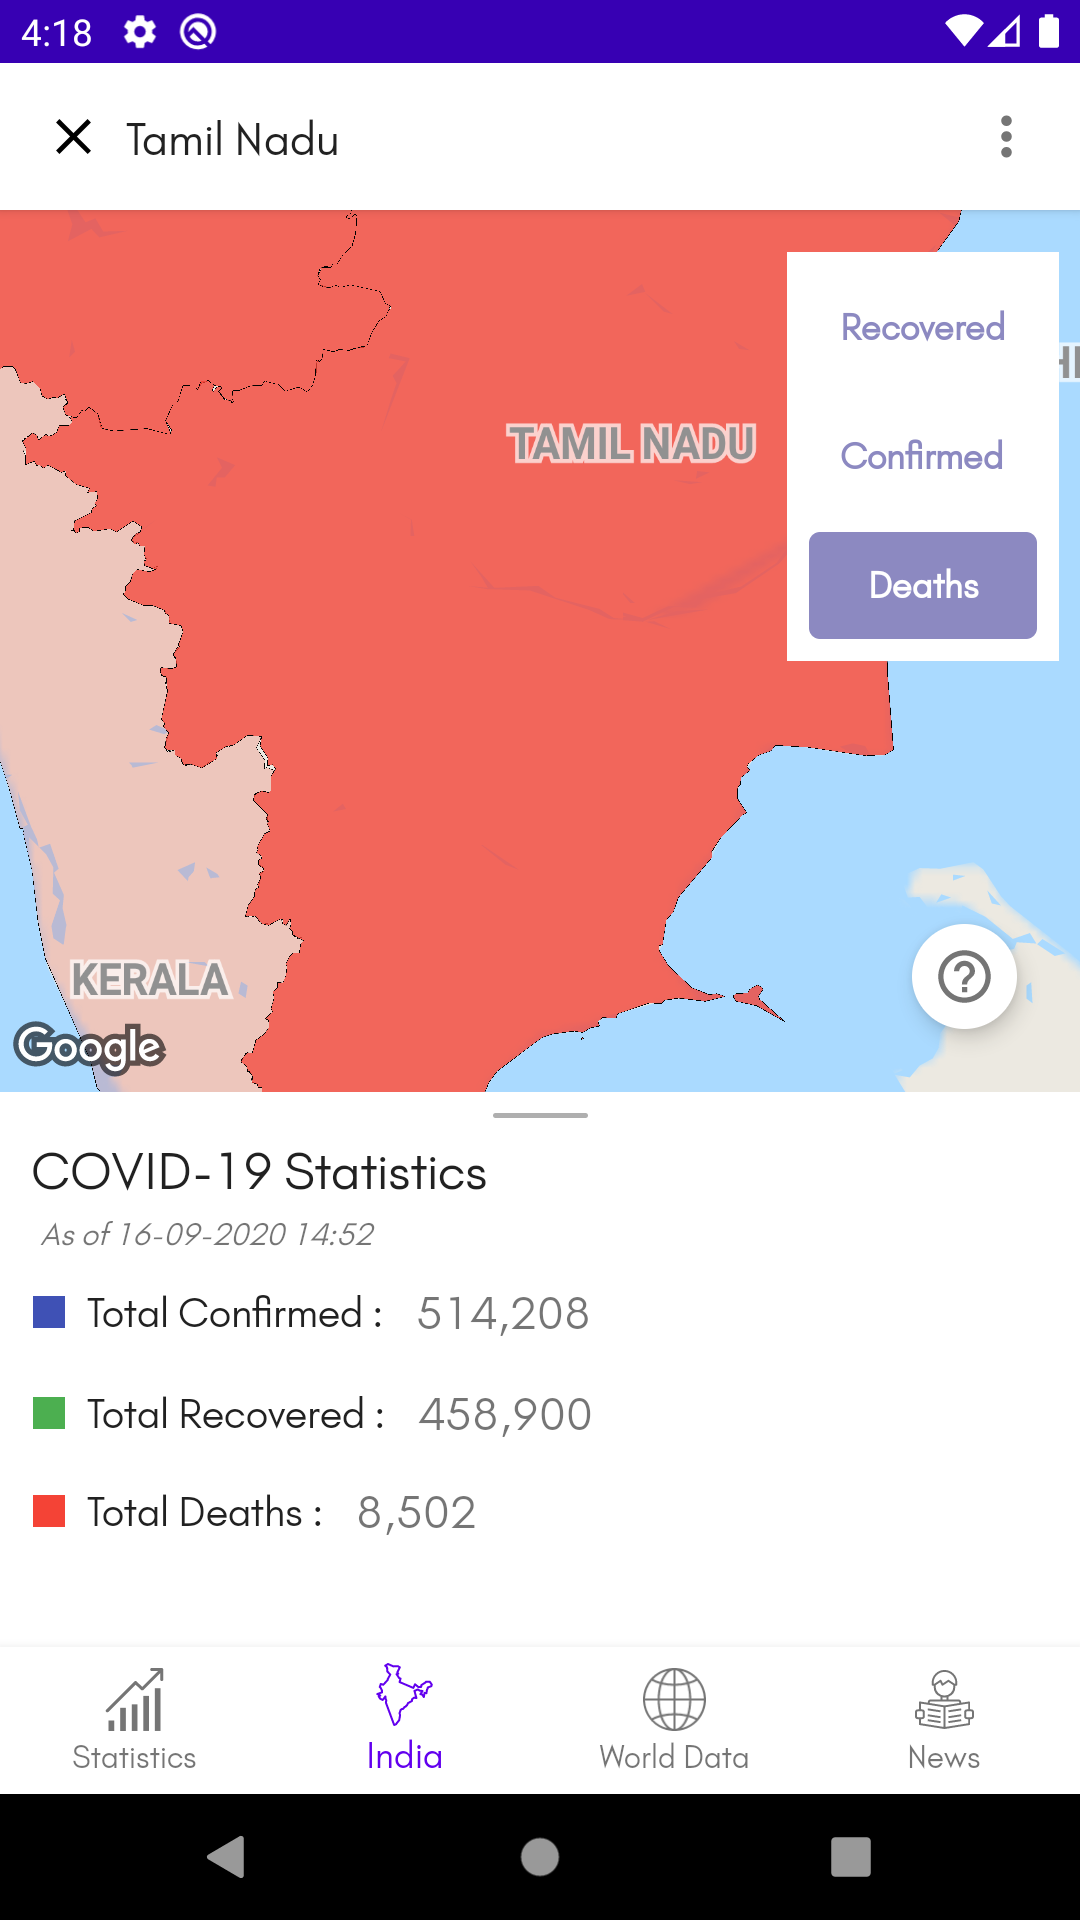 4:18
Tamil Nadu
Recovered
Confirmed
Deaths
TAMIL NADU
KERALA
Google
COVID-19 Statistics
As of 16-09-2020 14:52
Total Confirmed : 514,208
Total Recovered : 458,900
Total Deaths : 8,502
Statistics India World Data News